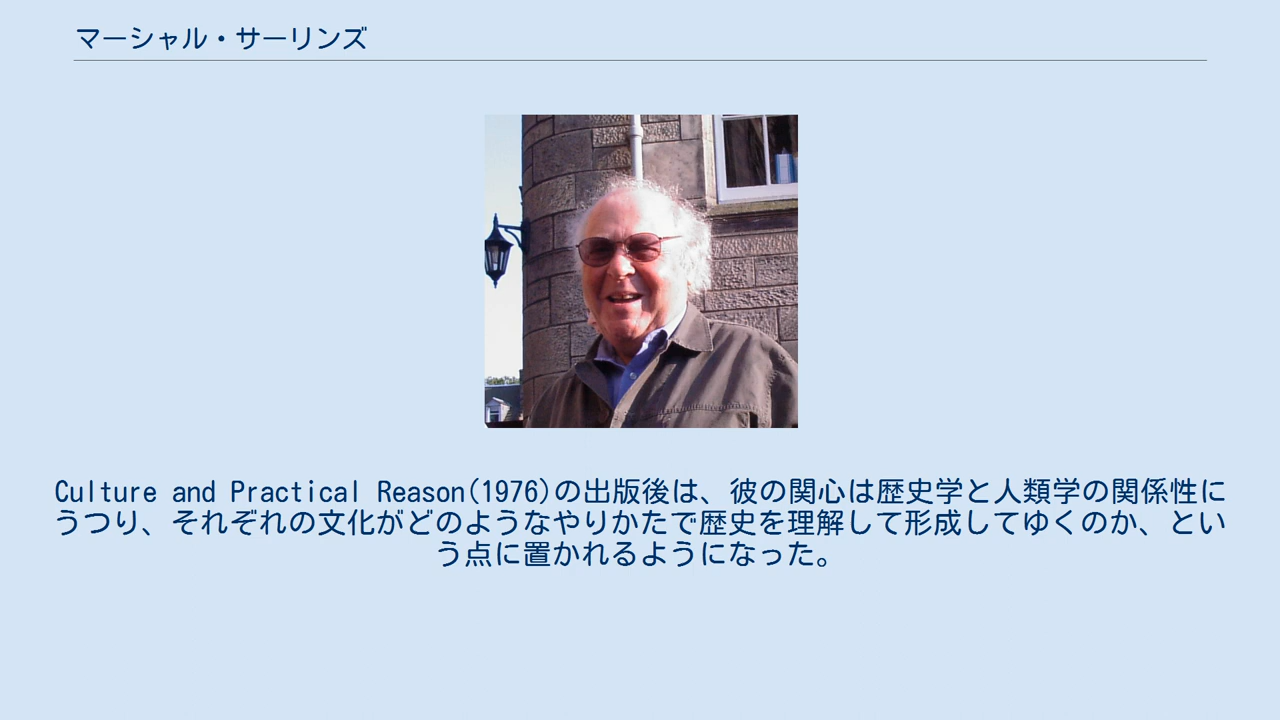 マーシャル・サーリンズ
Culture and Practical Reason(1976)の出版後は、彼の関心は歴史学と人類学の関係性に
うつり、それぞれの文化がどのようなやりかたで歴史を理解して形成してゆくのか、とい
う点に置かれるようになった。